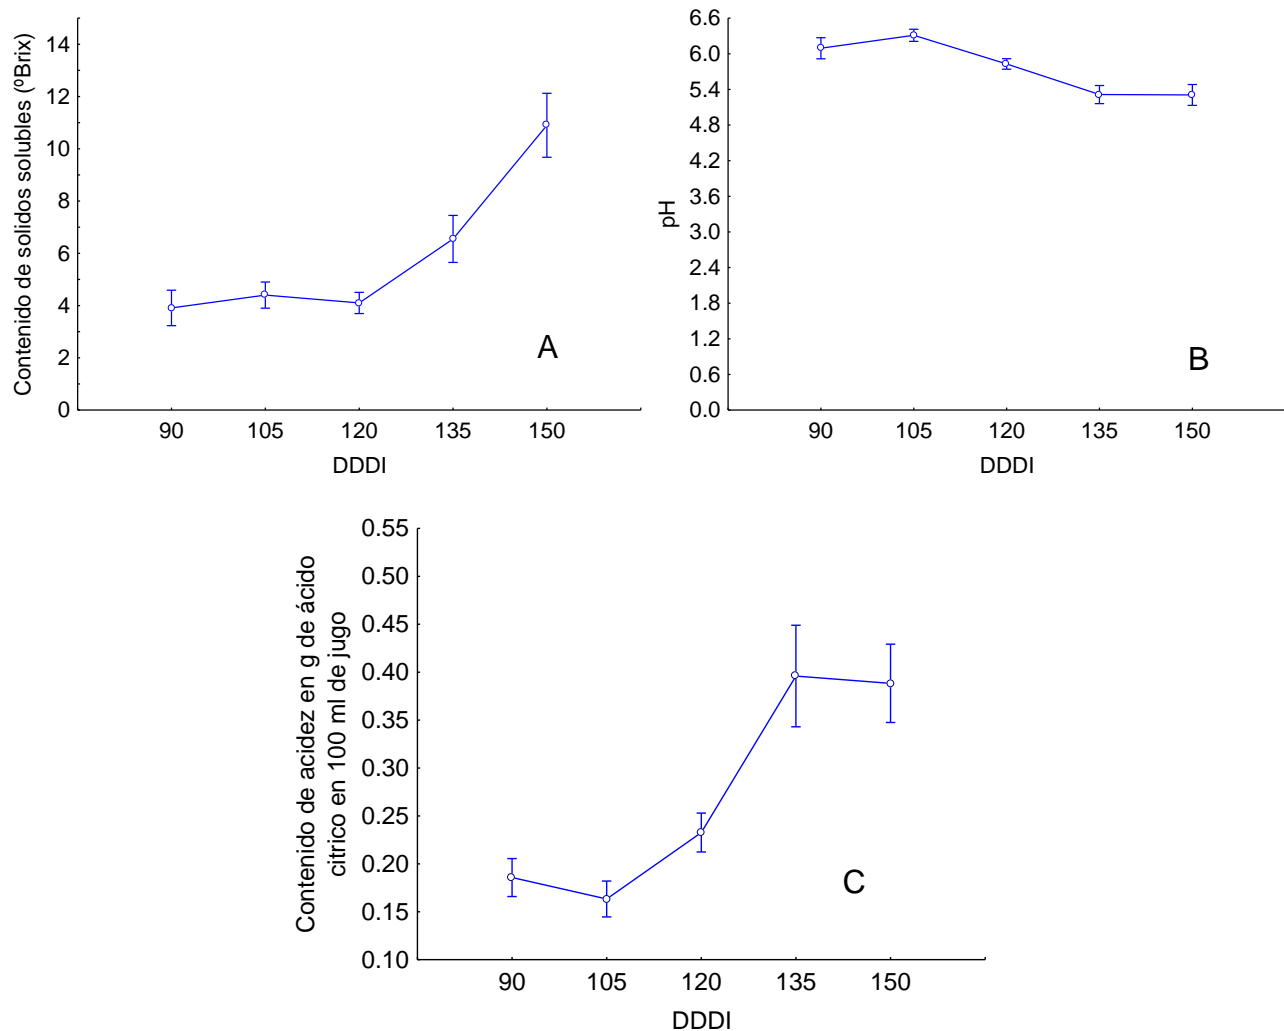 Contenido de solidos solubles (ºBrix)
14
12
10
8
6
4
2
0
90 105 120 135 150
DDDI
A
pH
6.6
6.0
5.4
4.8
4.2
3.6
3.0
2.4
1.8
1.2
0.6
0.0
90 105 120 135 150
DDDI
B
Contenido de acidez en g de ácido
citrico en 100 ml de jugo
0.55
0.50
0.45
0.40
0.35
0.30
0.25
0.20
0.15
0.10
90 105 120 135 150
DDDI
C